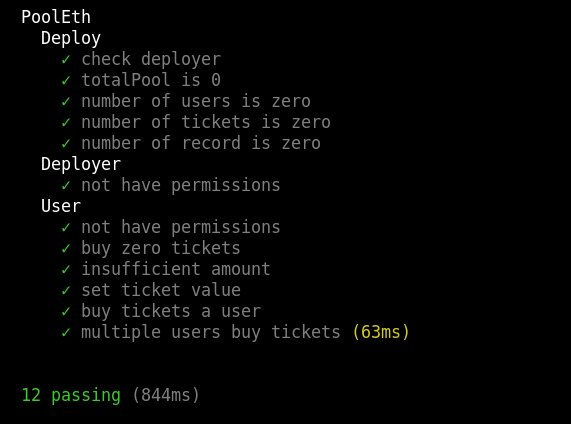 PoolEth
Deploy
✓ check deployer
✓ totalPool is 0
✓ number of users is zero
✓ number of tickets is zero
✓ number of record is zero
Deployer
✓ not have permissions
User
✓ not have permissions
✓ buy zero tickets
✓ insufficient amount
✓ set ticket value
✓ buy tickets a user
✓ multiple users buy tickets (63ms)
12 passing (844ms)